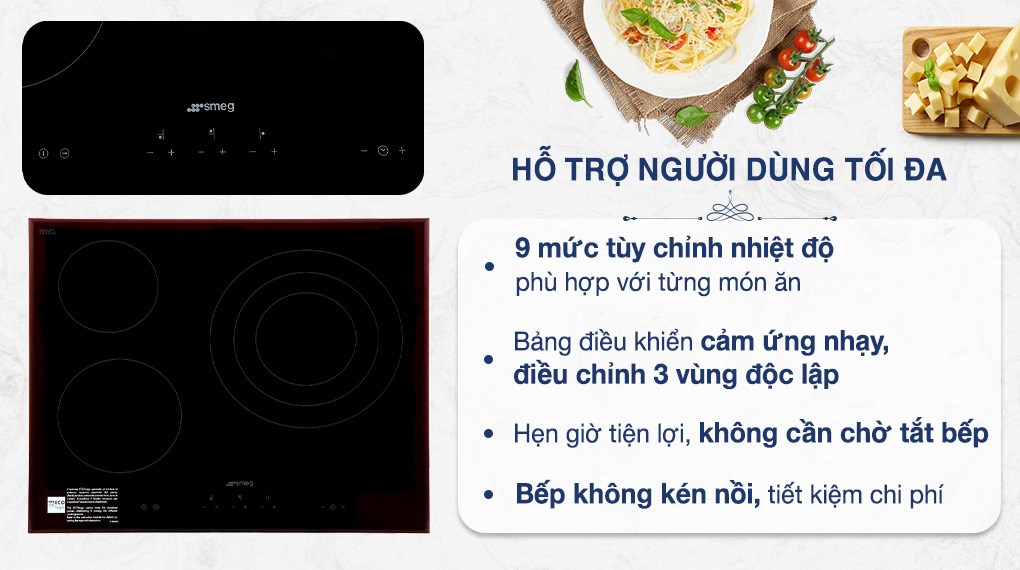 smeg
HỖ TRỢ NGƯỜI DÙNG TỐI ĐA
9 mức tùy chỉnh nhiệt độ
phù hợp với từng món ăn
Bảng điều khiển cảm ứng nhạy,
điều chỉnh 3 vùng độc lập
Hẹn giờ tiện lợi, không cần chờ tắt bếp
Bếp không kén nồi, tiết kiệm chi phí
smeg